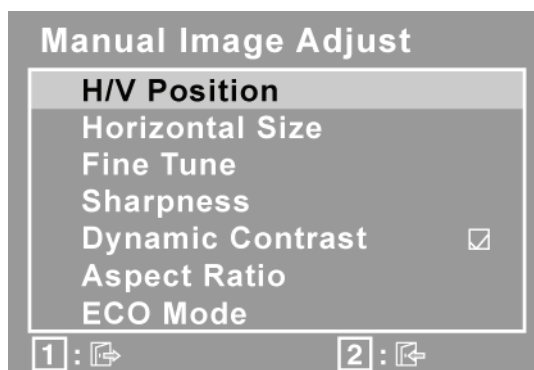 Manual Image Adjust
H/V Position
Horizontal Size
Fine Tune
Sharpness
Dynamic Contrast
Aspect Ratio
ECO Mode
1 : 2 :